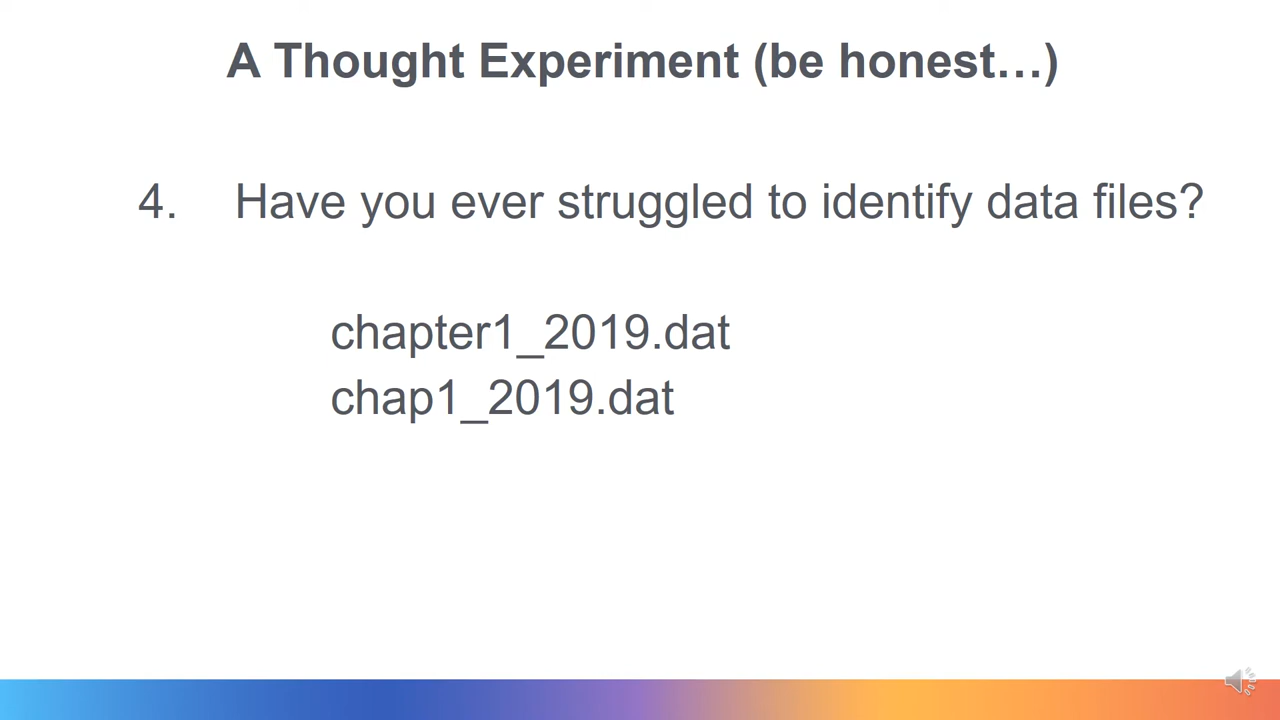 A Thought Experiment (be honest…)
4. Have you ever struggled to identify data files?
chapter1_2019.dat
chap1_2019.dat